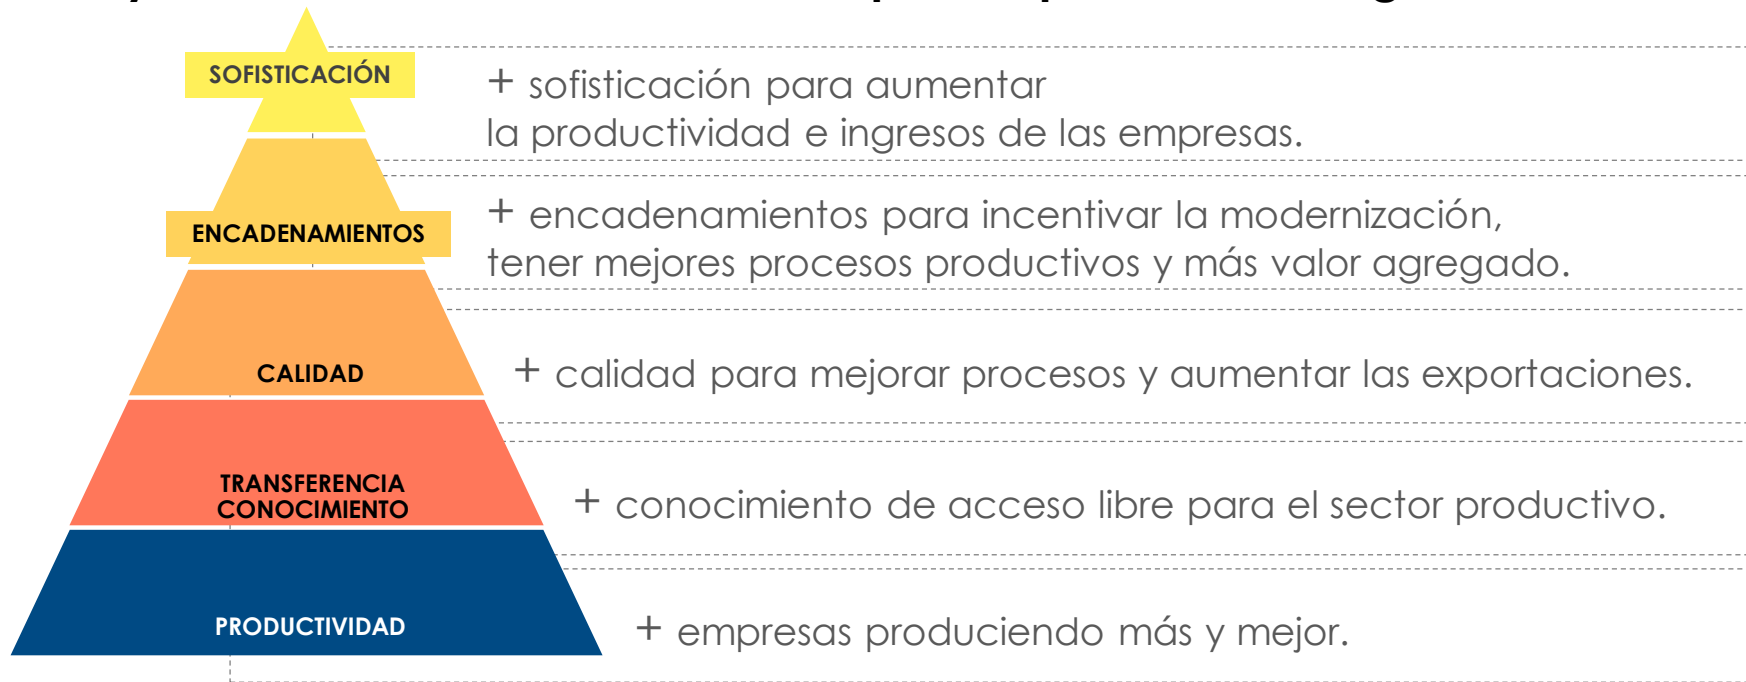 SOFISTICACIÓN
+ sofisticación para aumentar
la productividad e ingresos de las empresas.
ENCADENAMIENTOS
+ encadenamientos para incentivar la modernización,
tener mejores procesos productivos y más valor agregado.
CALIDAD
+ calidad para mejorar procesos y aumentar las exportaciones.
TRANSFERENCIA
CONOCIMIENTO
+ conocimiento de acceso libre para el sector productivo.
PRODUCTIVIDAD
+ empresas produciendo más y mejor.